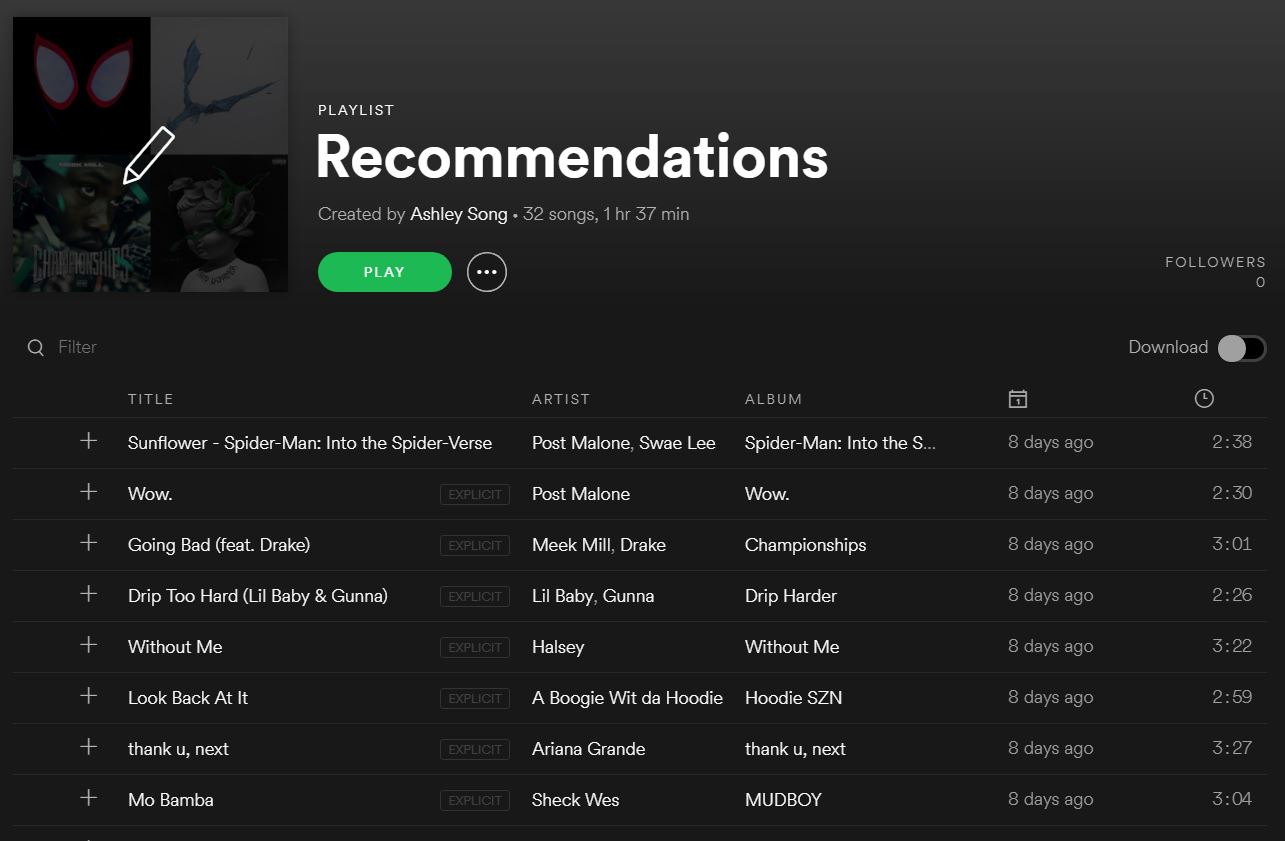 PLAYLIST
Recommendations
Created by Ashley Song • 32 songs, 1 hr 37 min
PLAY
FOLLOWERS
0
MEEK MILL
CHAMPIONSHIPS
Filter
Download
TITLE ARTIST ALBUM
Sunflower - Spider-Man: Into the Spider-Verse Post Malone, Swae Lee Spider-Man: Into the S... 8 days ago 2:38
Wow. EXPLICIT Post Malone Wow. 8 days ago 2:30
Going Bad (feat. Drake) EXPLICIT Meek Mill, Drake Championships 8 days ago 3:01
Drip Too Hard (Lil Baby & Gunna) EXPLICIT Lil Baby, Gunna Drip Harder 8 days ago 2:26
Without Me EXPLICIT Halsey Without Me 8 days ago 3:22
Look Back At It EXPLICIT A Boogie Wit da Hoodie Hoodie SZN 8 days ago 2:59
thank u, next EXPLICIT Ariana Grande thank u, next 8 days ago 3:27
Mo Bamba EXPLICIT Sheck Wes MUDBOY 8 days ago 3:04